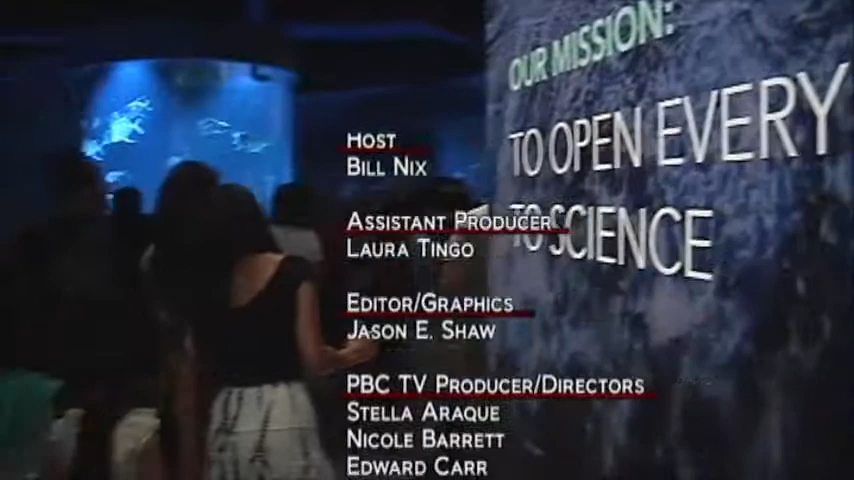 OUR MISSION:
TO OPEN EVERY
TO SCIENCE
HOST
BILL NIX
ASSISTANT PRODUCER
LAURA TINGO
EDITOR/GRAPHICS
JASON E. SHAW
PBC TV PRODUCER/DIRECTORS
STELLA ARAQUE
NICOLE BARRETT
EDWARD CARR